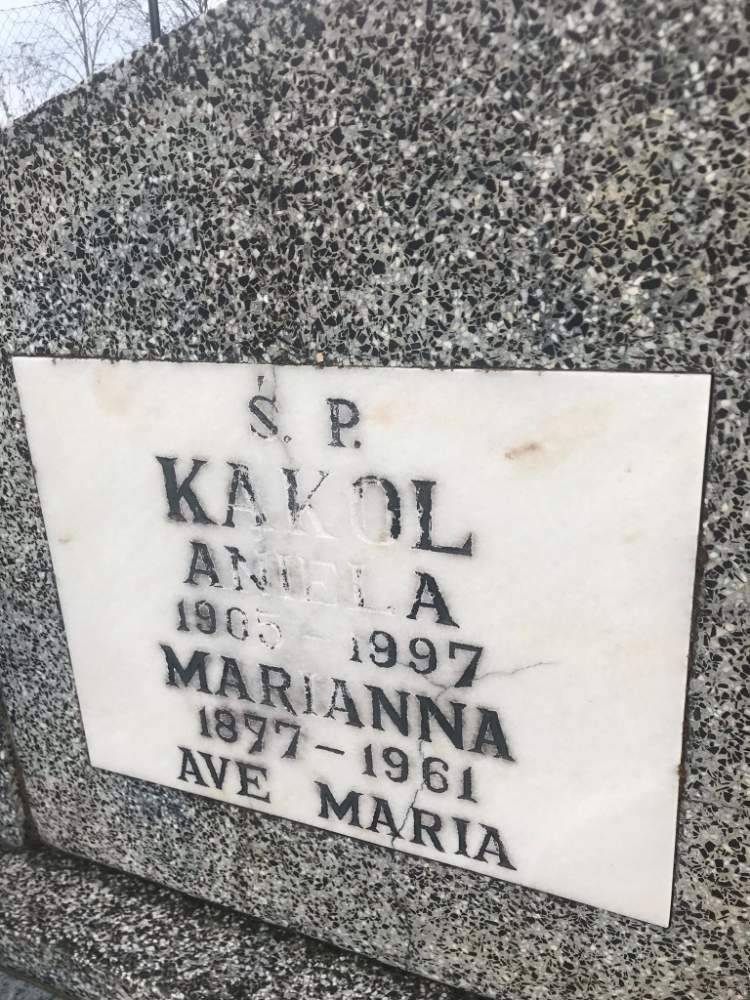 Ś. P.
KAKOL
ANIELA
1905 - 1997
MARIANNA
1877 - 1961
AVE MARIA